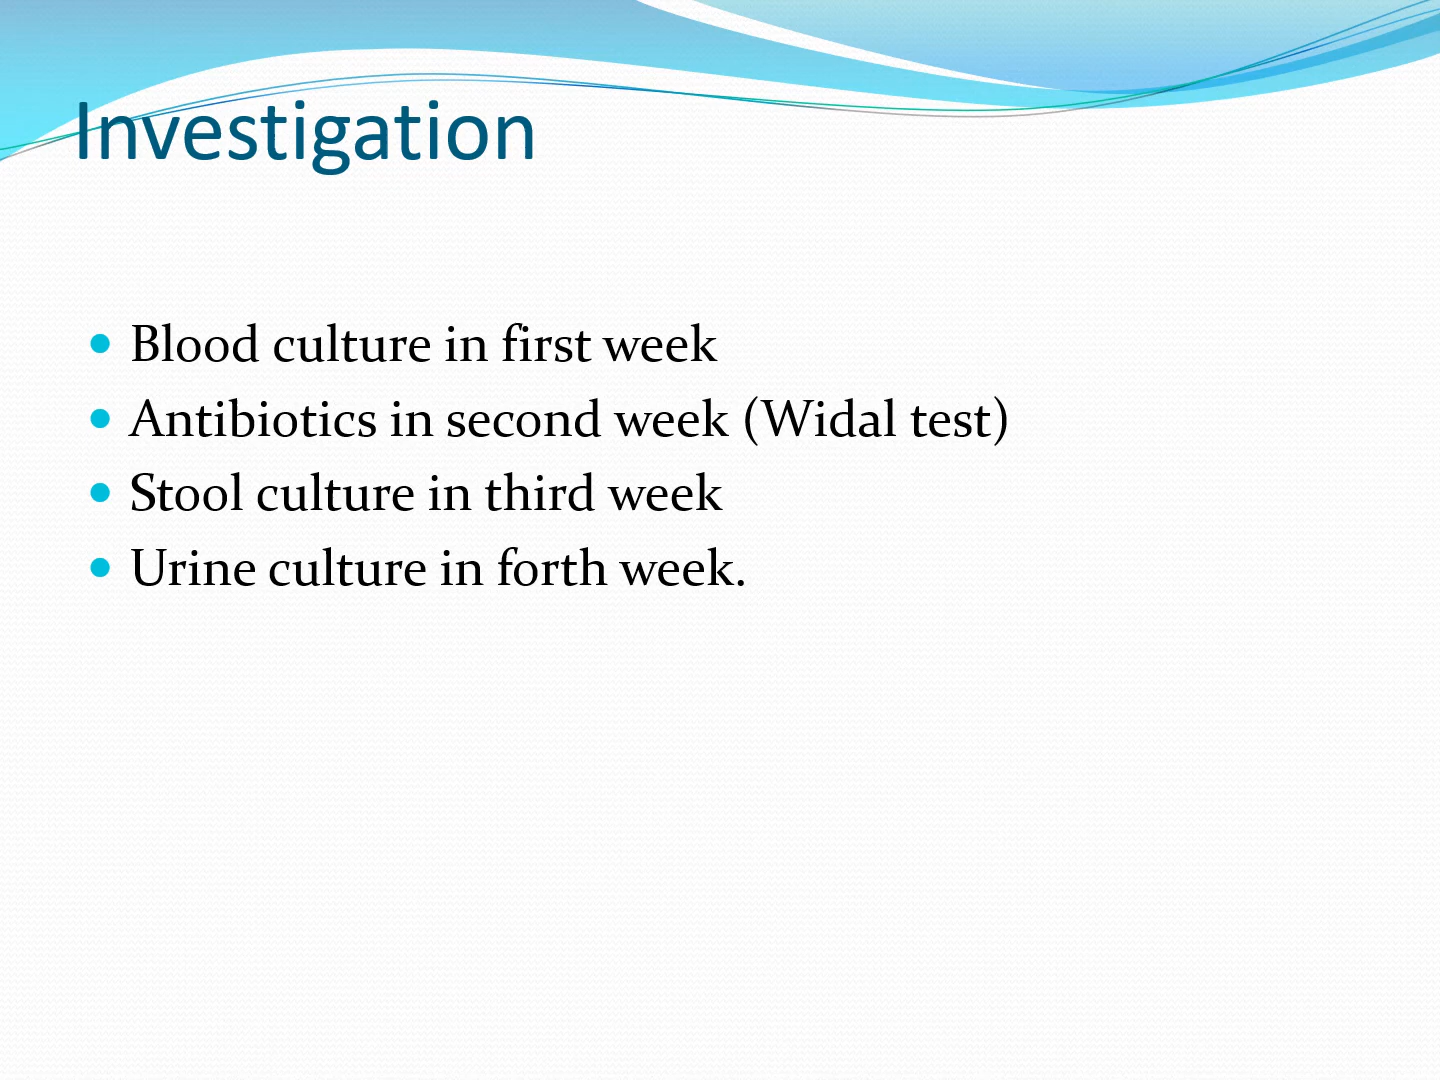 Investigation
Blood culture in first week
Antibiotics in second week (Widal test)
Stool culture in third week
Urine culture in forth week.